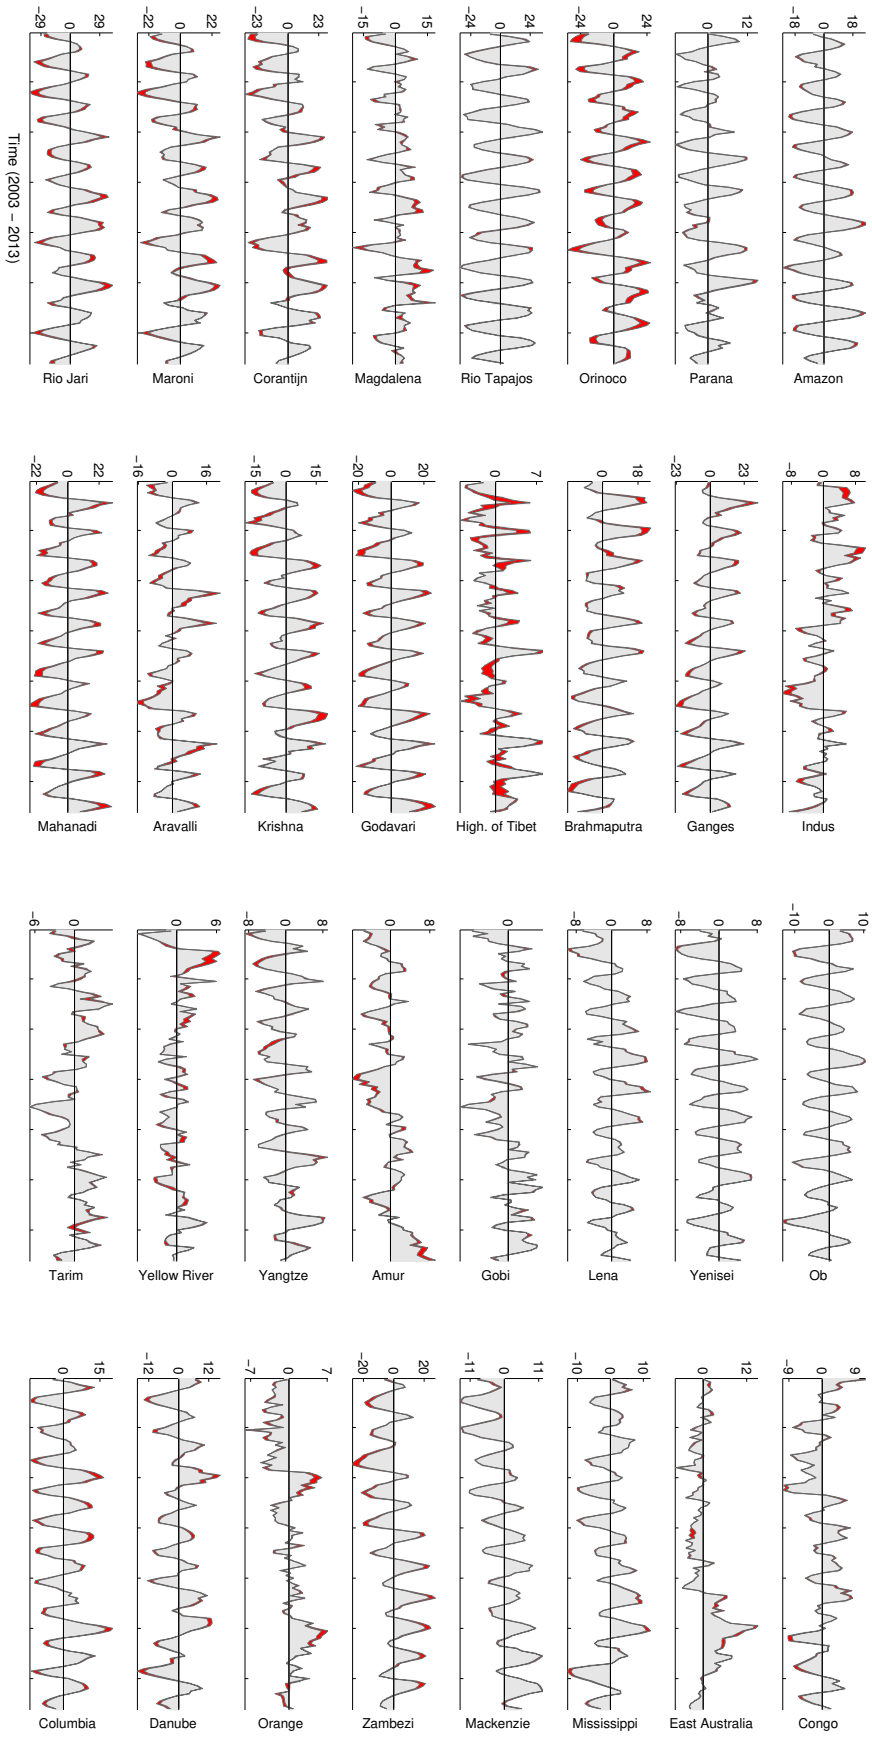 −29 0 29 −22 0 22 −23 0 23 0 15 −24 0 24 −24 0 24 0 12 −18 0 18
Time (2003 − 2013)
Rio Jari Maroni Corantijn Magdalena Rio Tapajos Orinoco Parana Amazon
−22 0 22 −16 0 16 −15 0 15 −20 0 20 0 7 0 18 −23 0 23 −8 0 8
Mahanadi Aravalli Krishna Godavari High. of Tibet Brahmaputra Ganges Indus
−6 0 0 6 −8 0 8 0 8 0 −8 0 8 −8 0 8 −10 0 10
Tarim Yellow River Yangtze Amur Gobi Lena Yenisei Ob
0 15 −12 0 12 −7 0 7 −20 0 20 −11 0 11 −10 0 10 0 12 −9 0 9
Columbia Danube Orange Zambezi Mackenzie Mississippi East Australia Congo